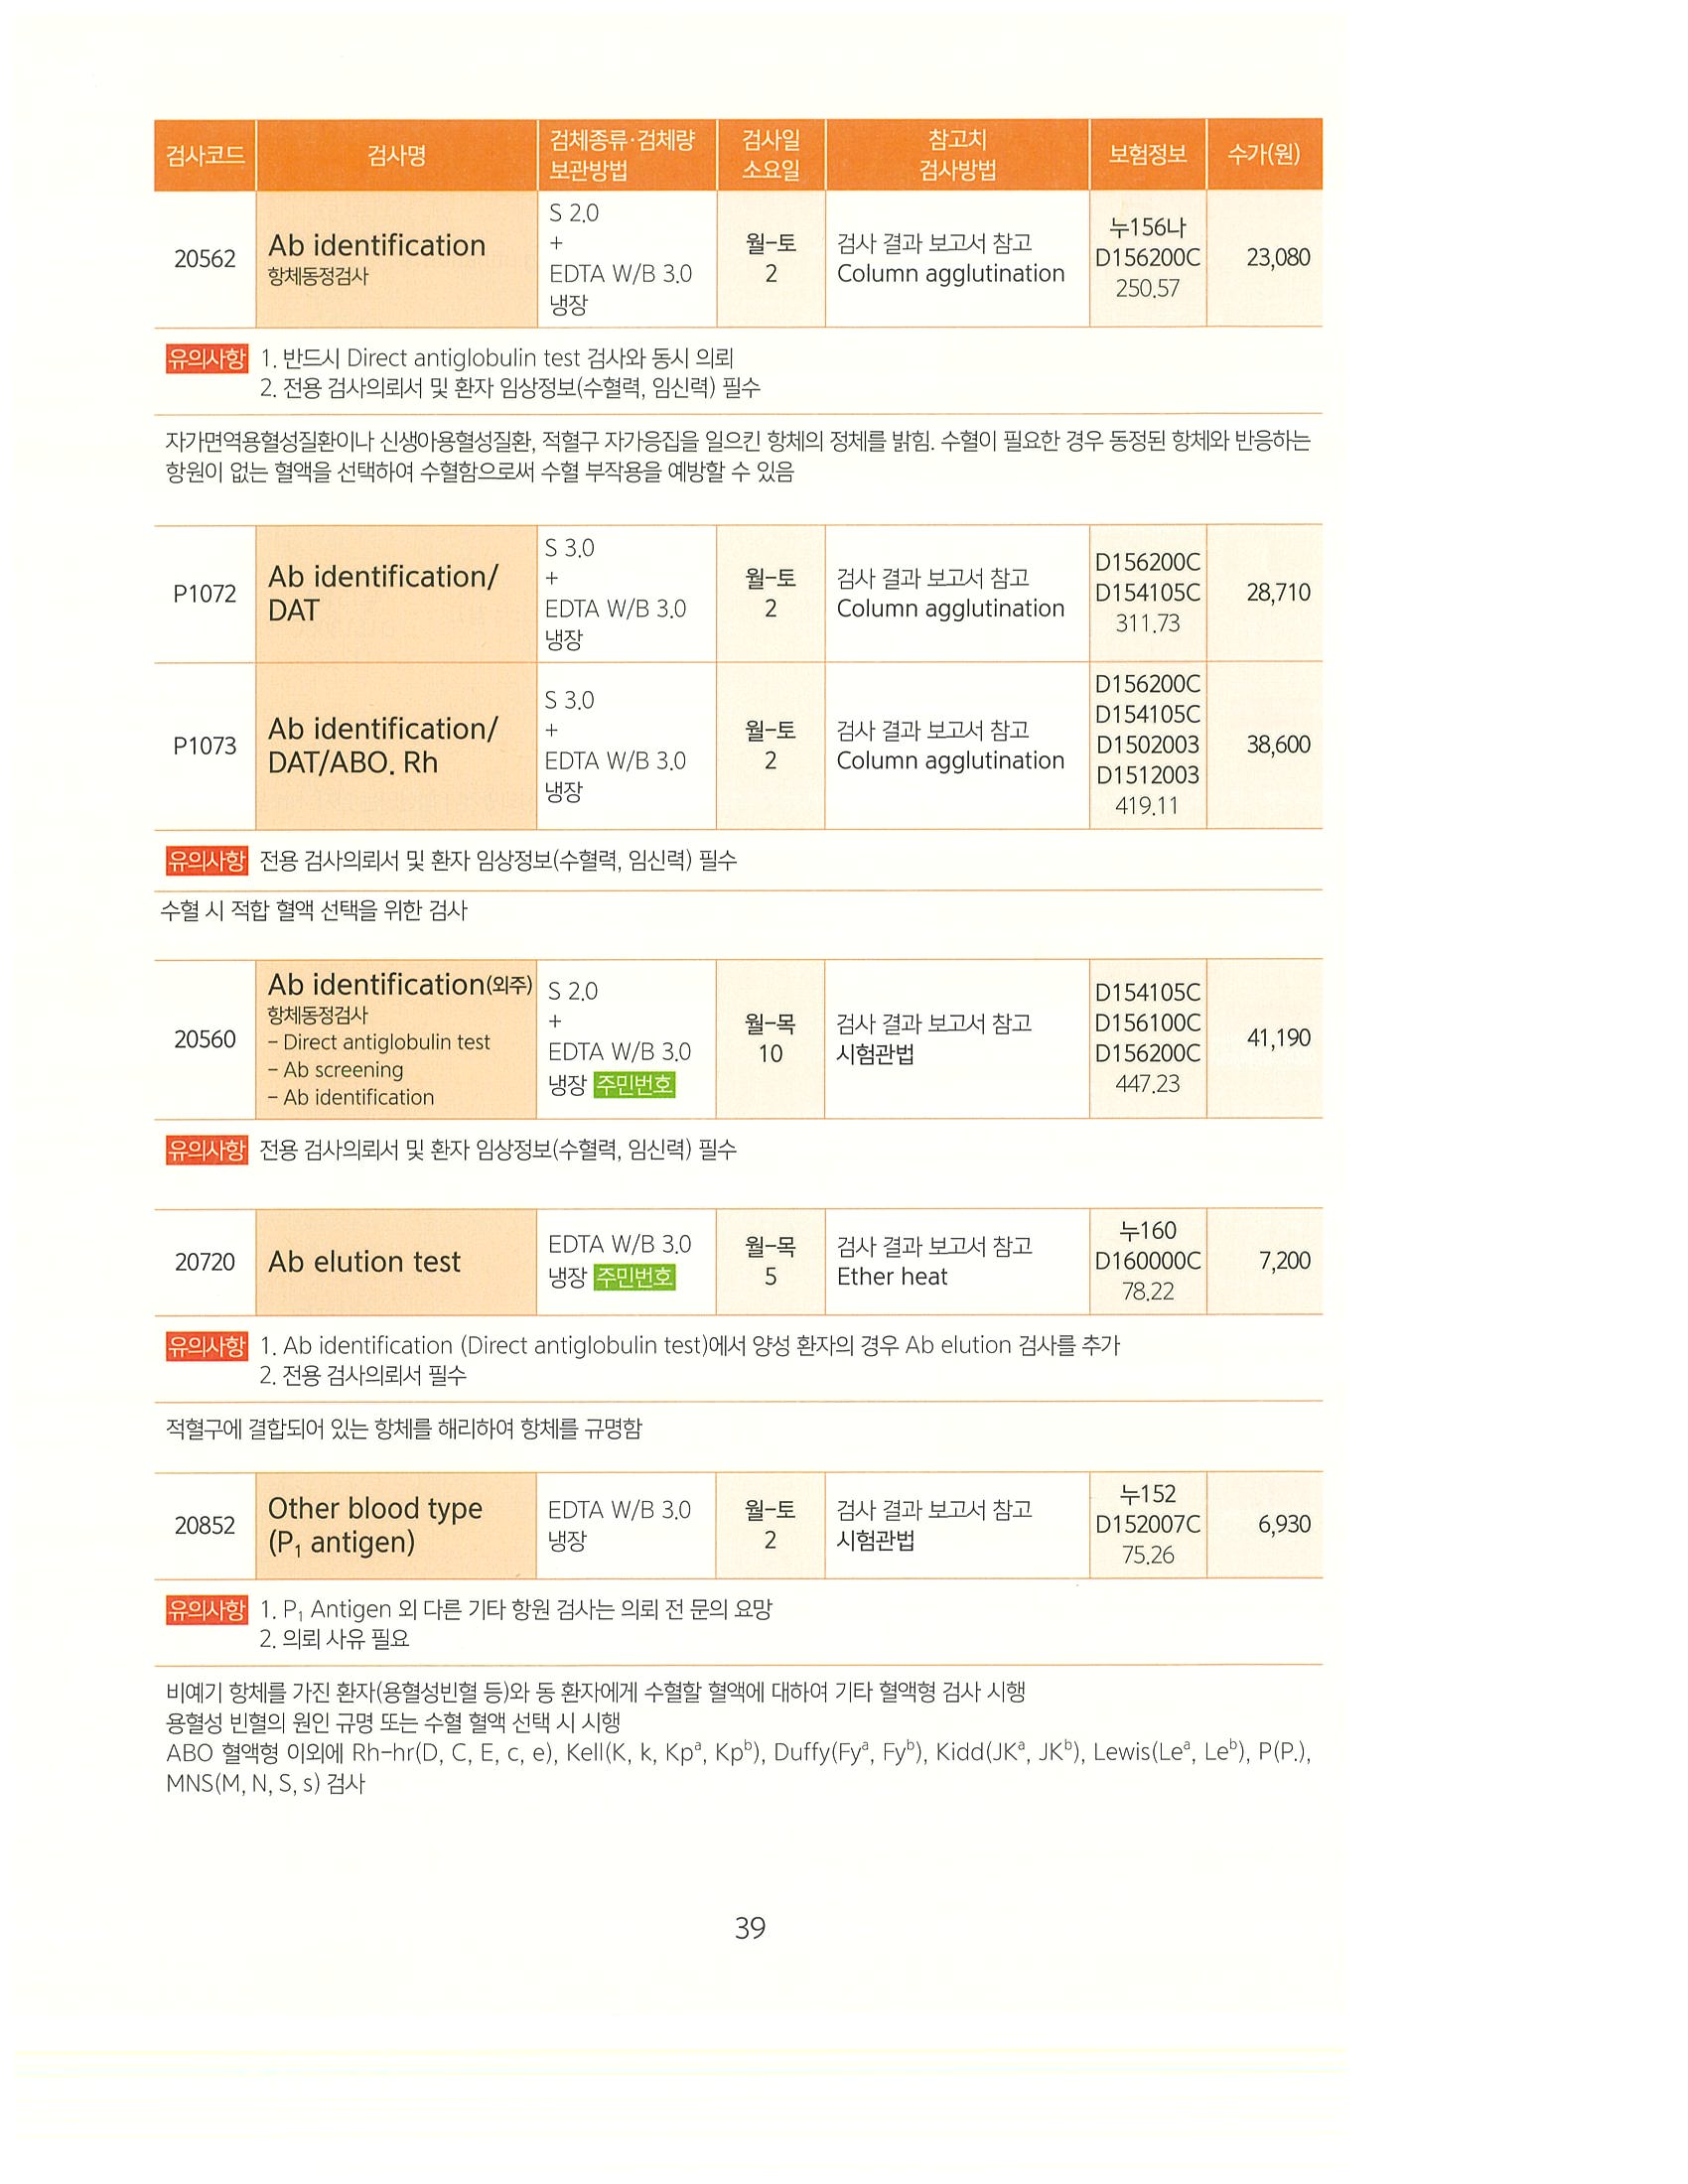 검사코드 검사명 검체종류·검체량 보관방법 검사일 소요일 참고치 검사방법 보험정보 수가(원)
20562
Ab identification
항체동정검사
S 2.0
+
EDTA W/B 3.0
냉장
월-토
2
검사 결과 보고서 참고
Column agglutination
누156나
D156200C
250.57
23,080
유의사항 1. 반드시 Direct antiglobulin test 검사와 동시 의뢰
2. 전용 검사의뢰서 및 환자 임상정보(수혈력, 임신력) 필수
자가면역용혈성질환이나 신생아용혈성질환, 적혈구 자가응집을 일으킨 항체의 정체를 밝힘. 수혈이 필요한 경우 동정된 항체와 반응하는
항원이 없는 혈액을 선택하여 수혈함으로써 수혈 부작용을 예방할 수 있음
P1072
Ab identification/
DAT
S 3.0
+
EDTA W/B 3.0
냉장
월-토
2
검사 결과 보고서 참고
Column agglutination
D156200C
D154105C
311.73
28,710
P1073
Ab identification/
DAT/ABO. Rh
S 3.0
+
EDTA W/B 3.0
냉장
월-토
2
검사 결과 보고서 참고
Column agglutination
D156200C
D154105C
D1502003
D1512003
419.11
38,600
유의사항 전용 검사의뢰서 및 환자 임상정보(수혈력, 임신력) 필수
수혈 시 적합 혈액 선택을 위한 검사
20560
Ab identification(외주)
항체동정검사
- Direct antiglobulin test
- Ab screening
- Ab identification
S 2.0
+
EDTA W/B 3.0
냉장 주민번호
월-목
10
검사 결과 보고서 참고
시험관법
D154105C
D156100C
D156200C
447.23
41,190
유의사항 전용 검사의뢰서 및 환자 임상정보(수혈력, 임신력) 필수
20720
Ab elution test
EDTA W/B 3.0
냉장 주민번호
월-목
5
검사 결과 보고서 참고
Ether heat
누160
D160000C
78.22
7,200
유의사항 1. Ab identification (Direct antiglobulin test)에서 양성 환자의 경우 Ab elution 검사를 추가
2. 전용 검사의뢰서 필수
적혈구에 결합되어 있는 항체를 해리하여 항체를 규명함
20852
Other blood type
(P₁ antigen)
EDTA W/B 3.0
냉장
월-토
2
검사 결과 보고서 참고
시험관법
누152
D152007C
75.26
6,930
유의사항 1. P₁ Antigen 외 다른 기타 항원 검사는 의뢰 전 문의 요망
2. 의뢰 사유 필요
비예기 항체를 가진 환자(용혈성빈혈 등)와 동 환자에게 수혈할 혈액에 대하여 기타 혈액형 검사 시행
용혈성 빈혈의 원인 규명 또는 수혈 혈액 선택 시 시행
ABO 혈액형 이외에 Rh-hr(D, C, E, c, e), Kell(K, k, Kpᵃ, Kpᵇ), Duffy(Fyᵃ, Fyᵇ), Kidd(JKᵃ, JKᵇ), Lewis(Leᵃ, Leᵇ), P(P.),
MNS(M, N, S, s) 검사
39